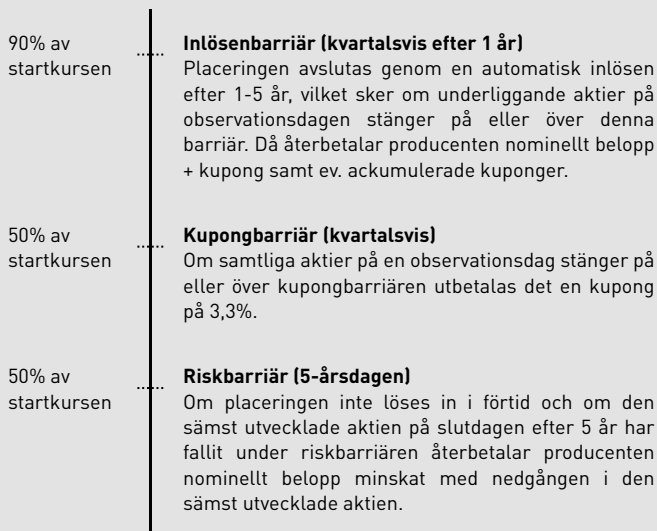 90% av
startkursen
Inlösenbarriär (kvartalsvis efter 1 år)
Placeringen avslutas genom en automatisk inlösen
efter 1-5 år, vilket sker om underliggande aktier på
observationsdagen stänger på eller över denna
barriär. Då återbetalar producenten nominellt belopp
+ kupong samt ev. ackumulerade kuponger.
50% av
startkursen
Kupongbarriär (kvartalsvis)
Om samtliga aktier på en observationsdag stänger på
eller över kupongbarriären utbetalas det en kupong
på 3,3%.
50% av
startkursen
Riskbarriär (5-årsdagen)
Om placeringen inte löses in i förtid och om den
sämst utvecklade aktien på slutdagen efter 5 år har
fallit under riskbarriären återbetalar producenten
nominellt belopp minskat med nedgången i den
sämst utvecklade aktien.